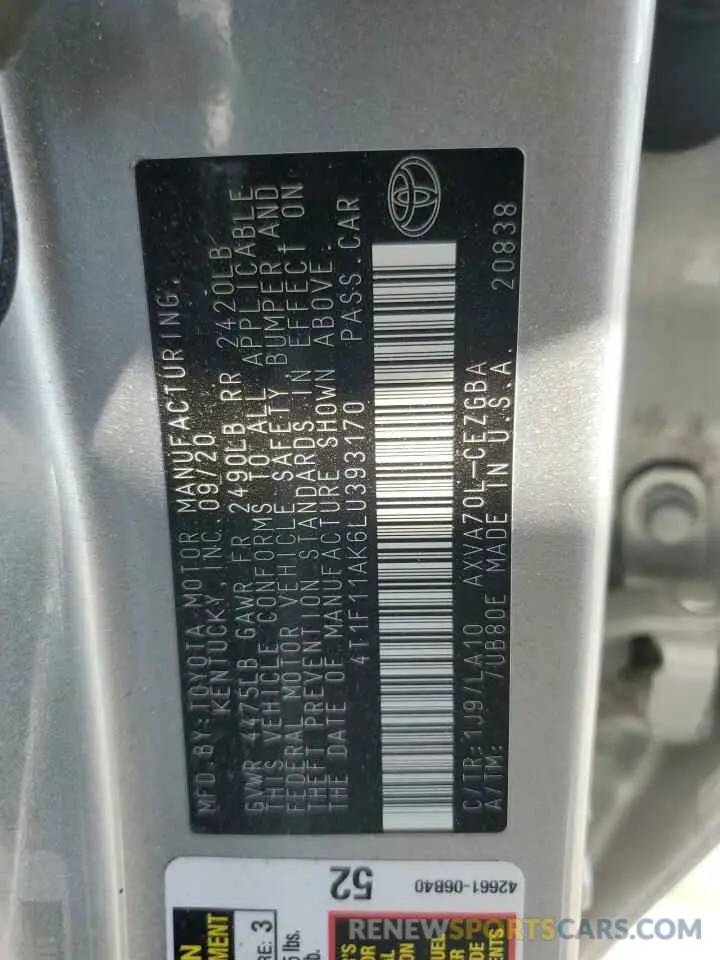 MFD.BY:TOYOTA MOTOR MANUFACTURING,
KENTUCKY, INC. 09/20
GVWR 4475LB GAWR FR 2490LB RR 2420LB
THIS VEHICLE CONFORMS TO ALL APPLICABLE
FEDERAL MOTOR VEHICLE SAFETY, BUMPER, AND
THEFT PREVENTION STANDARDS IN EFFECT ON
THE DATE OF MANUFACTURE SHOWN ABOVE.
4T1F11AK6LU393170 PASS.CAR
C/TR:1J9/LA10 AXVA70L-CEZGBA 20838
A/TM: /UB80E MADE IN U.S.A.
52
42661-06B40
RENEWSPORTCARS.COM